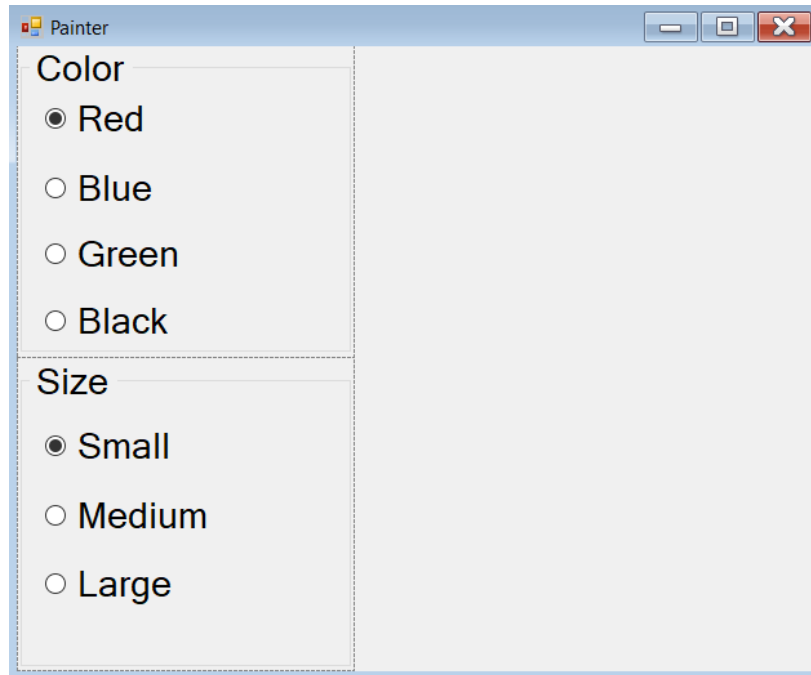 Painter
Color
Red
Blue
Green
Black
Size
Small
Medium
Large